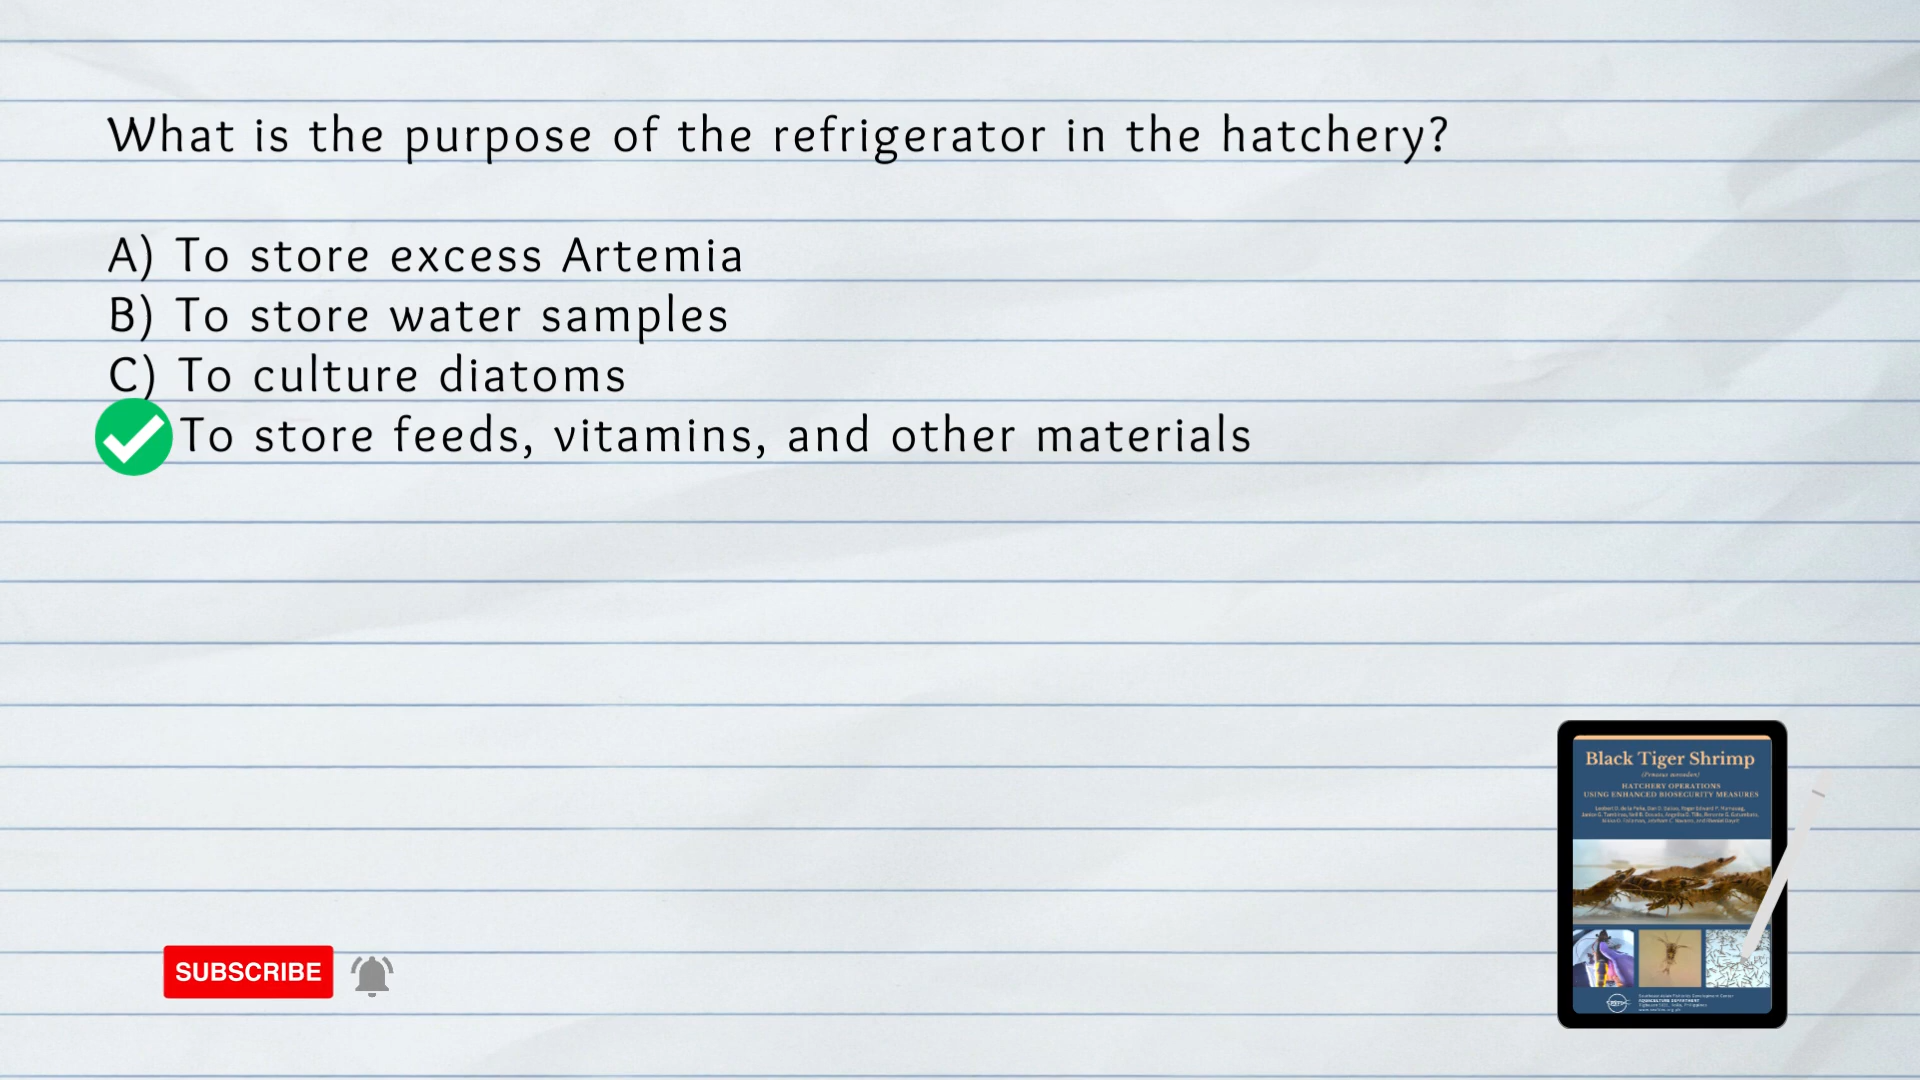 What is the purpose of the refrigerator in the hatchery?
A) To store excess Artemia
B) To store water samples
C) To culture diatoms
To store feeds, vitamins, and other materials
Black Tiger Shrimp
(Penaeus monodon)
HATCHERY OPERATIONS
USING ENHANCED BIOSECURITY MEASURES
SUBSCRIBE